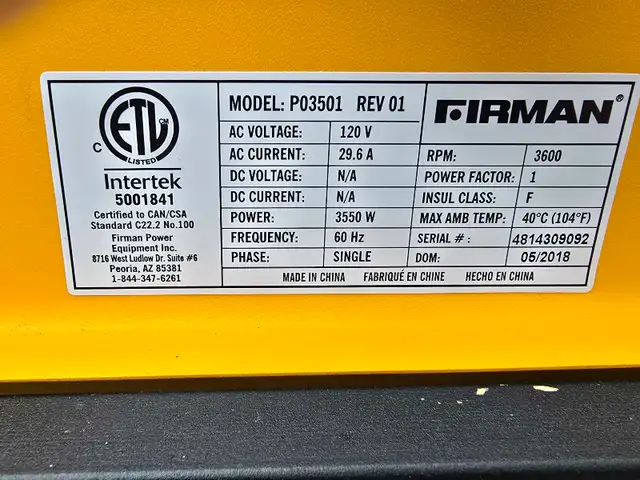 C ETL CM
LISTED
Intertek
5001841
Certified to CAN/CSA
Standard C22.2 No.100
Firman Power
Equipment Inc.
8716 West Ludlow Dr. Suite #6
Peoria, AZ 85381
1-844-347-6261
MODEL: P03501 REV 01
AC VOLTAGE: 120 V
AC CURRENT: 29.6 A
DC VOLTAGE: N/A
DC CURRENT: N/A
POWER: 3550 W
FREQUENCY: 60 Hz
PHASE: SINGLE
FIRMAN®
RPM: 3600
POWER FACTOR: 1
INSUL CLASS: F
MAX AMB TEMP: 40°C (104°F)
SERIAL # : 4814309092
DOM: 05/2018
MADE IN CHINA FABRIQUÉ EN CHINE HECHO EN CHINA